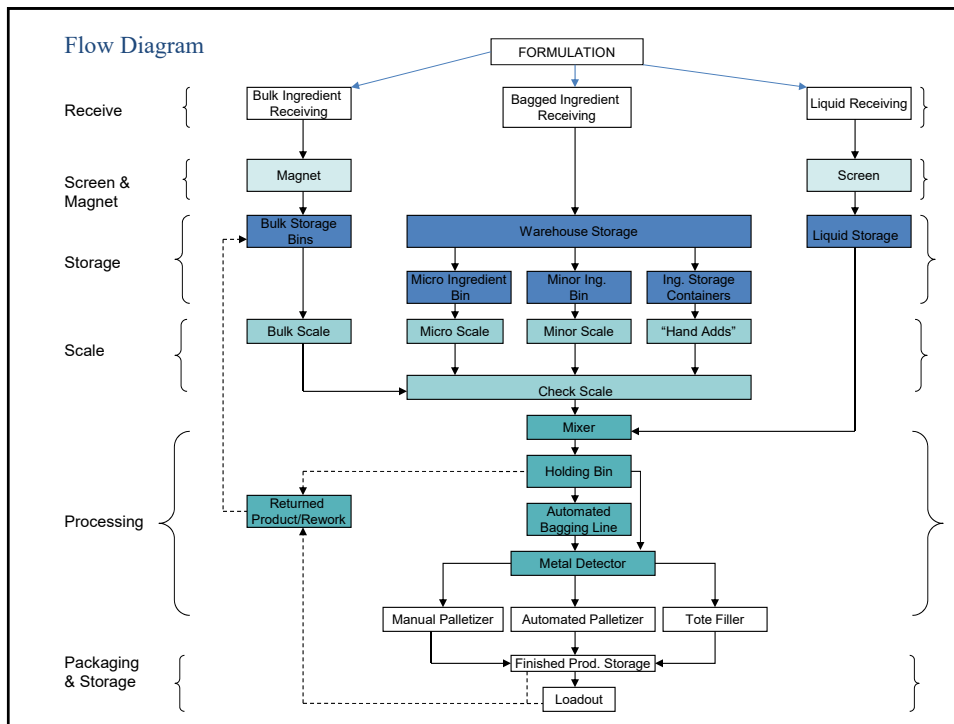 Flow Diagram
FORMULATION
Receive
Bulk Ingredient
Receiving
Bagged Ingredient
Receiving
Liquid Receiving
Screen &
Magnet
Magnet
Screen
Storage
Bulk Storage
Bins
Warehouse Storage
Liquid Storage
Micro Ingredient
Bin
Minor Ing.
Bin
Ing. Storage
Containers
Scale
Bulk Scale
Micro Scale
Minor Scale
“Hand Adds”
Check Scale
Mixer
Processing
Holding Bin
Returned
Product/Rework
Automated
Bagging Line
Metal Detector
Manual Palletizer
Automated Palletizer
Tote Filler
Packaging
& Storage
Finished Prod. Storage
Loadout